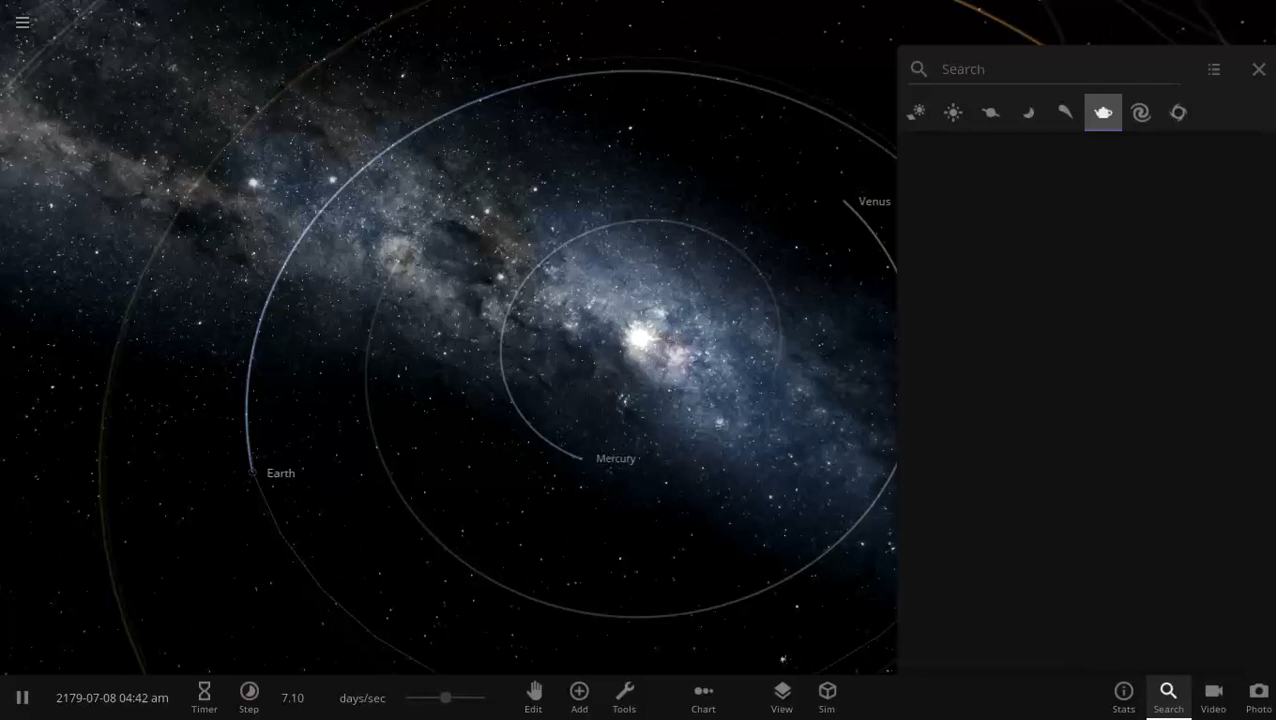 Search
Venus
Mercury
Earth
2179-07-08 04:42 am
Timer
Step
7.10
days/sec
Edit
Add
Tools
Chart
View
Sim
Stats
Search
Video
Photo